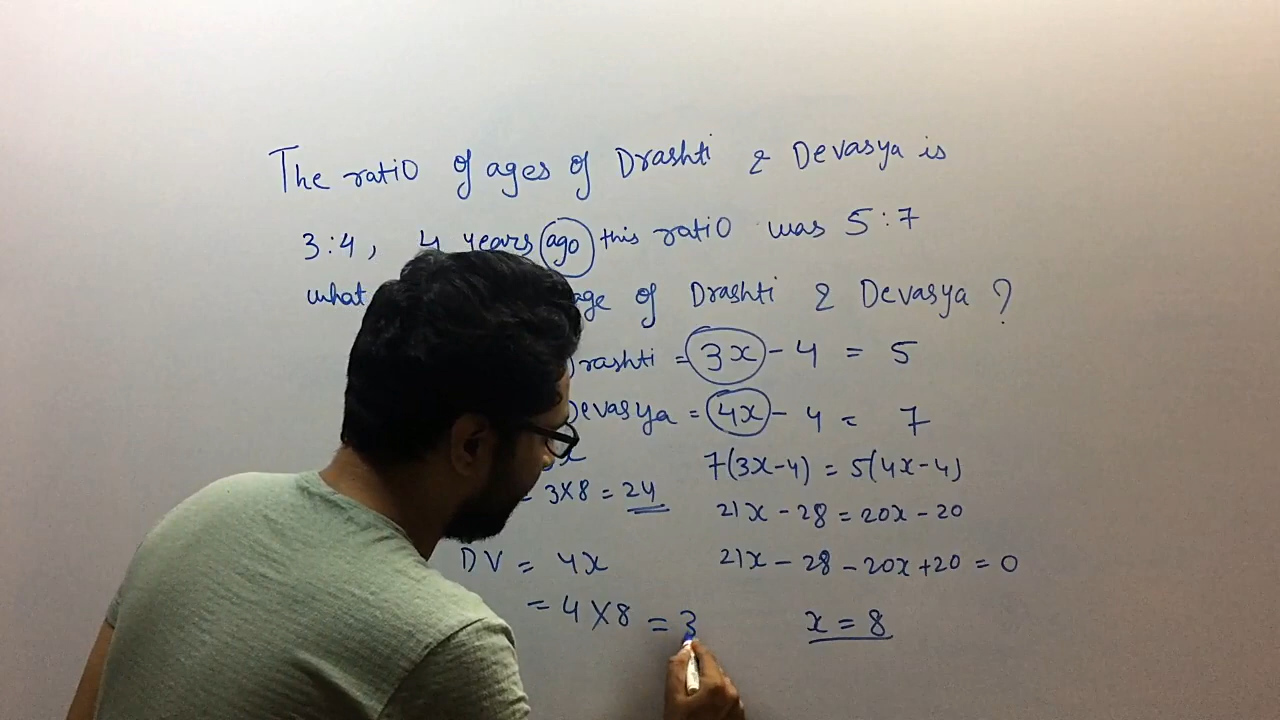 The ratio of ages of Drashti & Devasya is
3:4, 4 years ago this ratio was 5:7
what age of Drashti & Devasya ?
Drashti = 3x - 4 = 5
Devasya = 4x - 4 = 7
7(3x-4) = 5(4x-4)
= 3X8 = 24
21x - 28 = 20x - 20
DV = 4x
21x - 28 - 20x + 20 = 0
= 4 X 8 = 3
x = 8